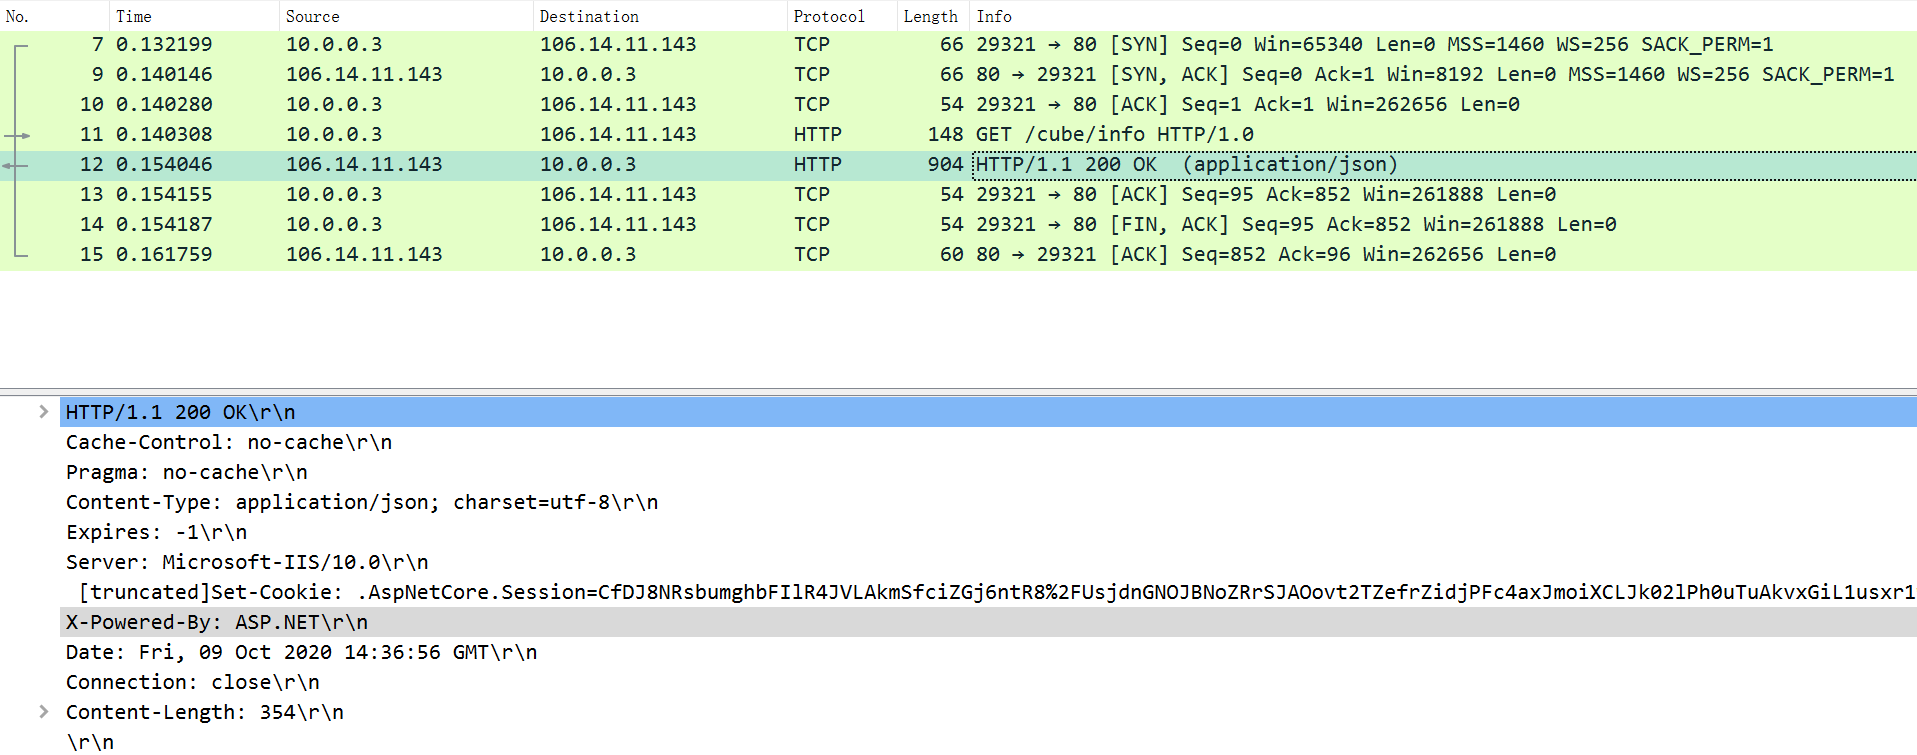 No. Time Source Destination Protocol Length Info
7 0.132199 10.0.0.3 106.14.11.143 TCP 66 29321 → 80 [SYN] Seq=0 Win=65340 Len=0 MSS=1460 WS=256 SACK_PERM=1
9 0.140146 106.14.11.143 10.0.0.3 TCP 66 80 → 29321 [SYN, ACK] Seq=0 Ack=1 Win=8192 Len=0 MSS=1460 WS=256 SACK_PERM=1
10 0.140280 10.0.0.3 106.14.11.143 TCP 54 29321 → 80 [ACK] Seq=1 Ack=1 Win=262656 Len=0
11 0.140308 10.0.0.3 106.14.11.143 HTTP 148 GET /cube/info HTTP/1.0
12 0.154046 106.14.11.143 10.0.0.3 HTTP 904 HTTP/1.1 200 OK (application/json)
13 0.154155 10.0.0.3 106.14.11.143 TCP 54 29321 → 80 [ACK] Seq=95 Ack=852 Win=261888 Len=0
14 0.154187 10.0.0.3 106.14.11.143 TCP 54 29321 → 80 [FIN, ACK] Seq=95 Ack=852 Win=261888 Len=0
15 0.161759 106.14.11.143 10.0.0.3 TCP 60 80 → 29321 [ACK] Seq=852 Ack=96 Win=262656 Len=0
HTTP/1.1 200 OK\r\n
Cache-Control: no-cache\r\n
Pragma: no-cache\r\n
Content-Type: application/json; charset=utf-8\r\n
Expires: -1\r\n
Server: Microsoft-IIS/10.0\r\n
[truncated]Set-Cookie: .AspNetCore.Session=CfDJ8NRsbumghbFIlR4JVLAkmSfciZGj6ntR8%2FUsjdnGNOJBNoZRrSJAOovt2TZefrZidjPFc4axJmoiXCLJk02lPh0uTuAkvxGiL1usxr1
X-Powered-By: ASP.NET\r\n
Date: Fri, 09 Oct 2020 14:36:56 GMT\r\n
Connection: close\r\n
Content-Length: 354\r\n
\r\n